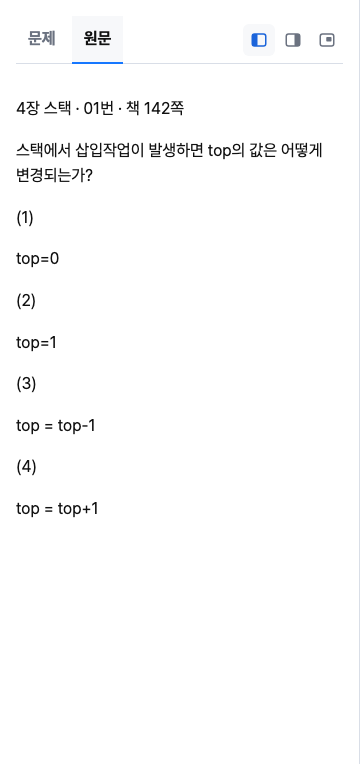 문제 원문
4장 스택 · 01번 · 책 142쪽
스택에서 삽입작업이 발생하면 top의 값은 어떻게
변경되는가?
(1)
top=0
(2)
top=1
(3)
top = top-1
(4)
top = top+1